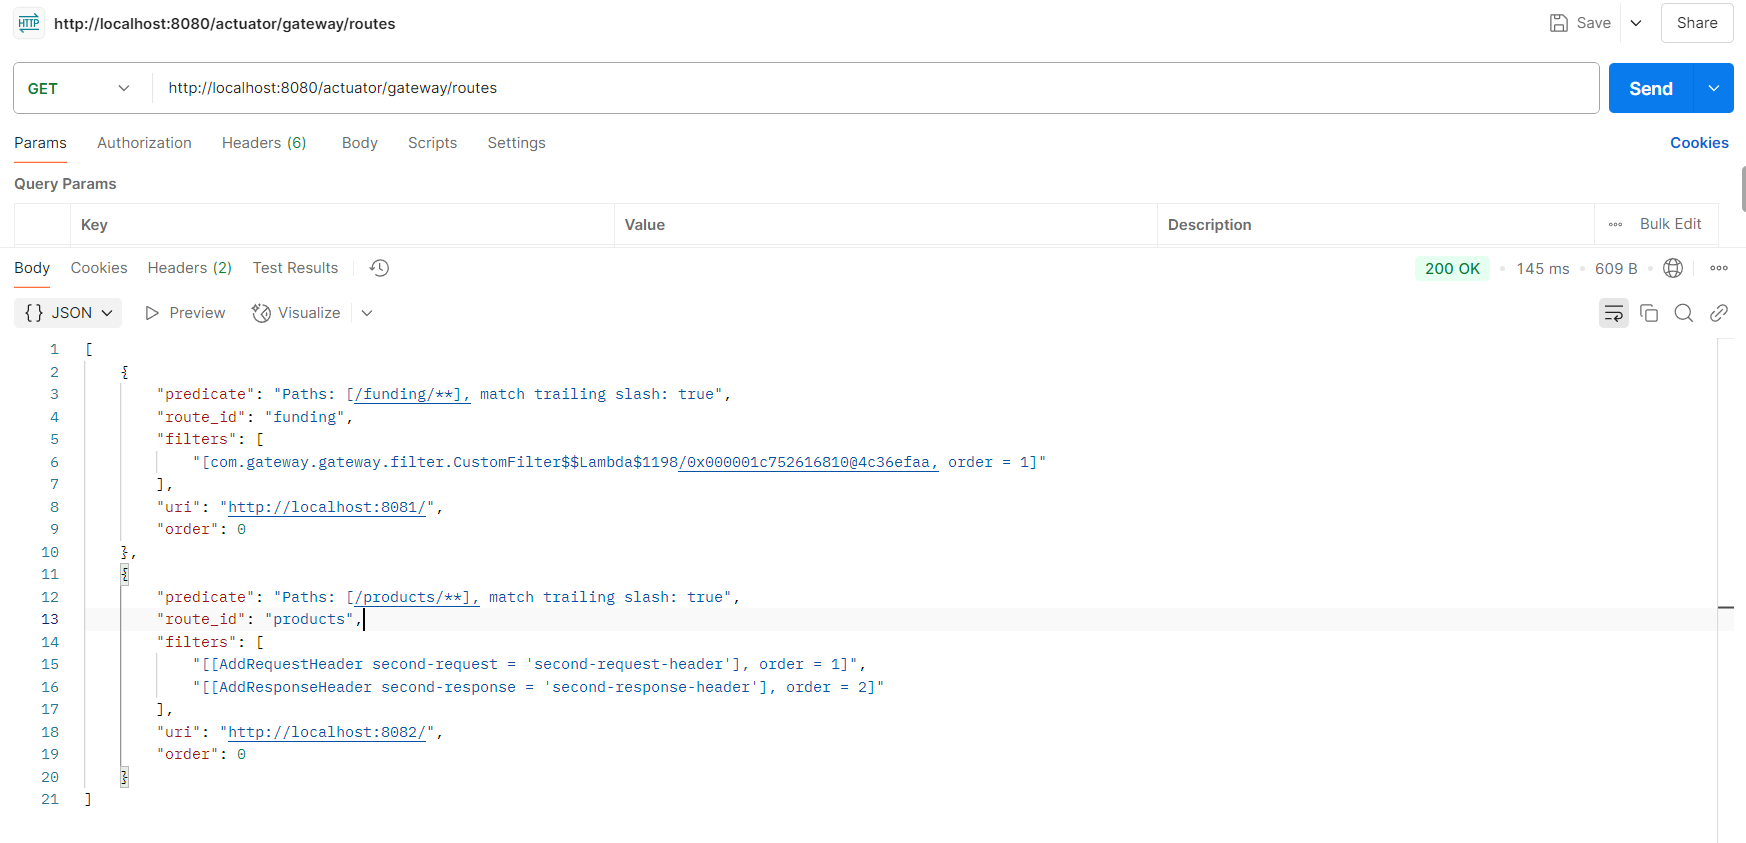 HTTP http://localhost:8080/actuator/gateway/routes Save Share
GET http://localhost:8080/actuator/gateway/routes Send
Params Authorization Headers (6) Body Scripts Settings Cookies
Query Params
Key Value Description Bulk Edit
Body Cookies Headers (2) Test Results 200 OK 145 ms 609 B
{} JSON Preview Visualize
1 [
2 {
3 "predicate": "Paths: [/funding/**], match trailing slash: true",
4 "route_id": "funding",
5 "filters": [
6 "[com.gateway.gateway.filter.CustomFilter$$Lambda$1198/0x000001c752616810@4c36efaa, order = 1]"
7 ],
8 "uri": "http://localhost:8081/",
9 "order": 0
10 },
11 {
12 "predicate": "Paths: [/products/**], match trailing slash: true",
13 "route_id": "products",
14 "filters": [
15 "[[AddRequestHeader second-request = 'second-request-header'], order = 1]",
16 "[[AddResponseHeader second-response = 'second-response-header'], order = 2]"
17 ],
18 "uri": "http://localhost:8082/",
19 "order": 0
20 }
21 ]